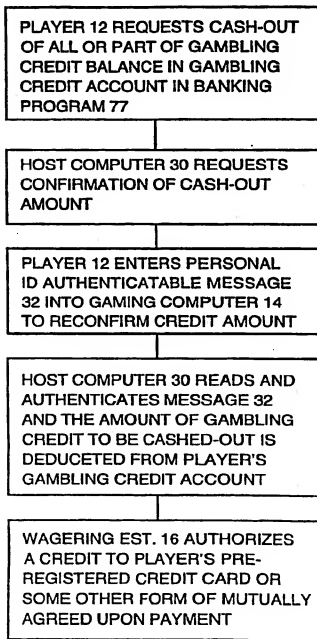 PLAYER 12 REQUESTS CASH-OUT
OF ALL OR PART OF GAMBLING
CREDIT BALANCE IN GAMBLING
CREDIT ACCOUNT IN BANKING
PROGRAM 77
HOST COMPUTER 30 REQUESTS
CONFIRMATION OF CASH-OUT
AMOUNT
PLAYER 12 ENTERS PERSONAL
ID AUTHENTICATABLE MESSAGE
32 INTO GAMING COMPUTER 14
TO RECONFIRM CREDIT AMOUNT
HOST COMPUTER 30 READS AND
AUTHENTICATES MESSAGE 32
AND THE AMOUNT OF GAMBLING
CREDIT TO BE CASHED-OUT IS
DEDUCETED FROM PLAYER'S
GAMBLING CREDIT ACCOUNT
WAGERING EST. 16 AUTHORIZES
A CREDIT TO PLAYER'S PRE-
REGISTERED CREDIT CARD OR
SOME OTHER FORM OF MUTUALLY
AGREED UPON PAYMENT